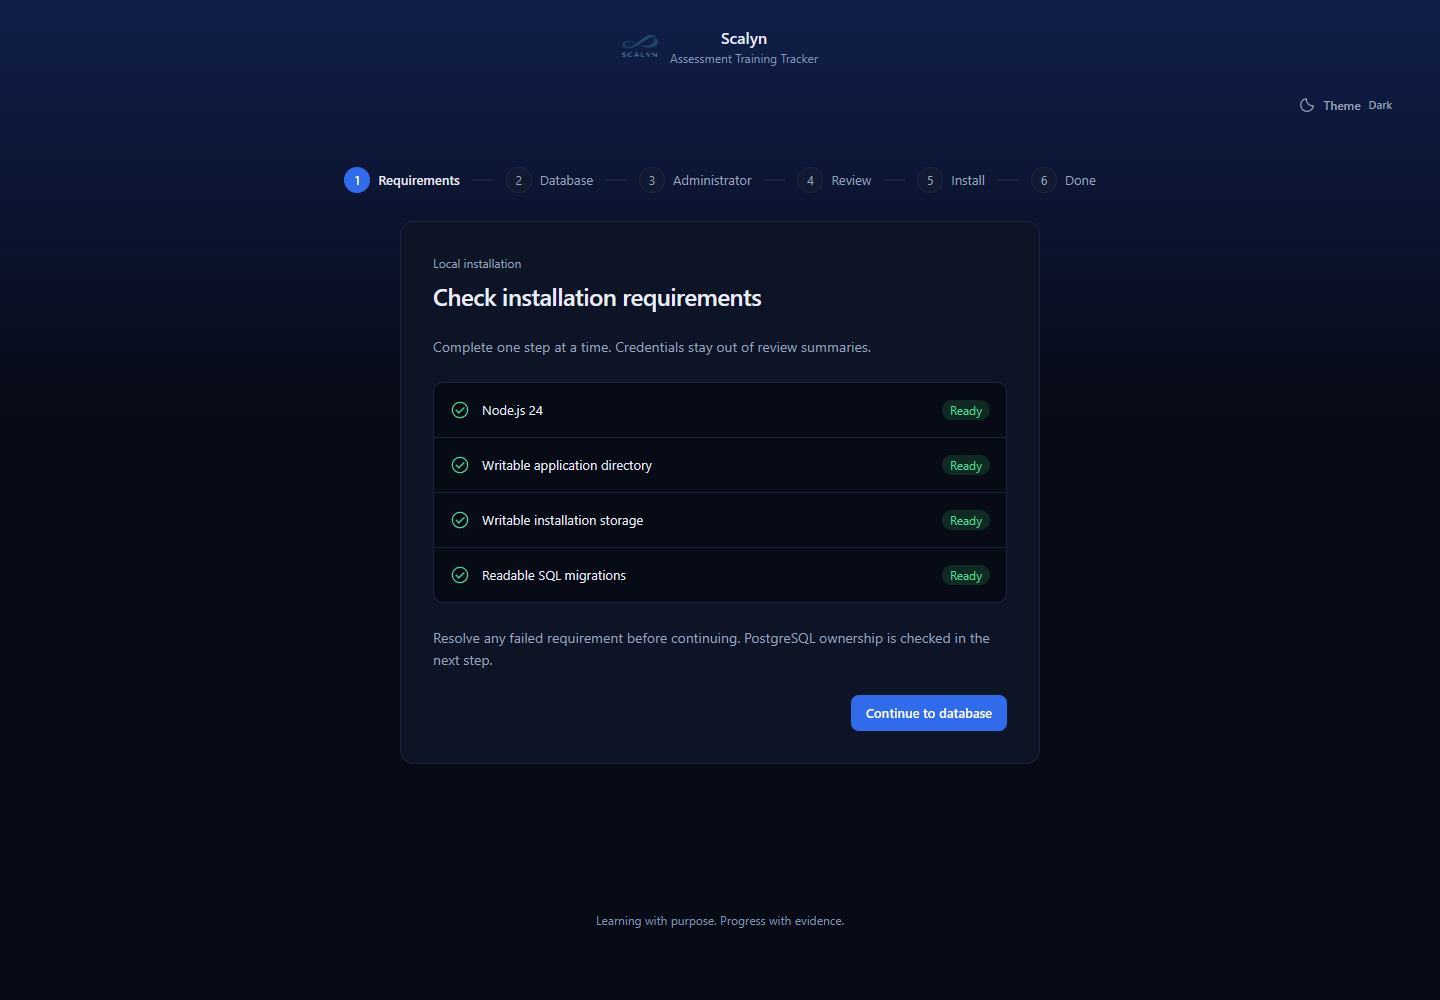 SCALYN
Scalyn
Assessment Training Tracker
Theme Dark
1 Requirements
2 Database
3 Administrator
4 Review
5 Install
6 Done
Local installation
Check installation requirements
Complete one step at a time. Credentials stay out of review summaries.
Node.js 24 Ready
Writable application directory Ready
Writable installation storage Ready
Readable SQL migrations Ready
Resolve any failed requirement before continuing. PostgreSQL ownership is checked in the
next step.
Continue to database
Learning with purpose. Progress with evidence.